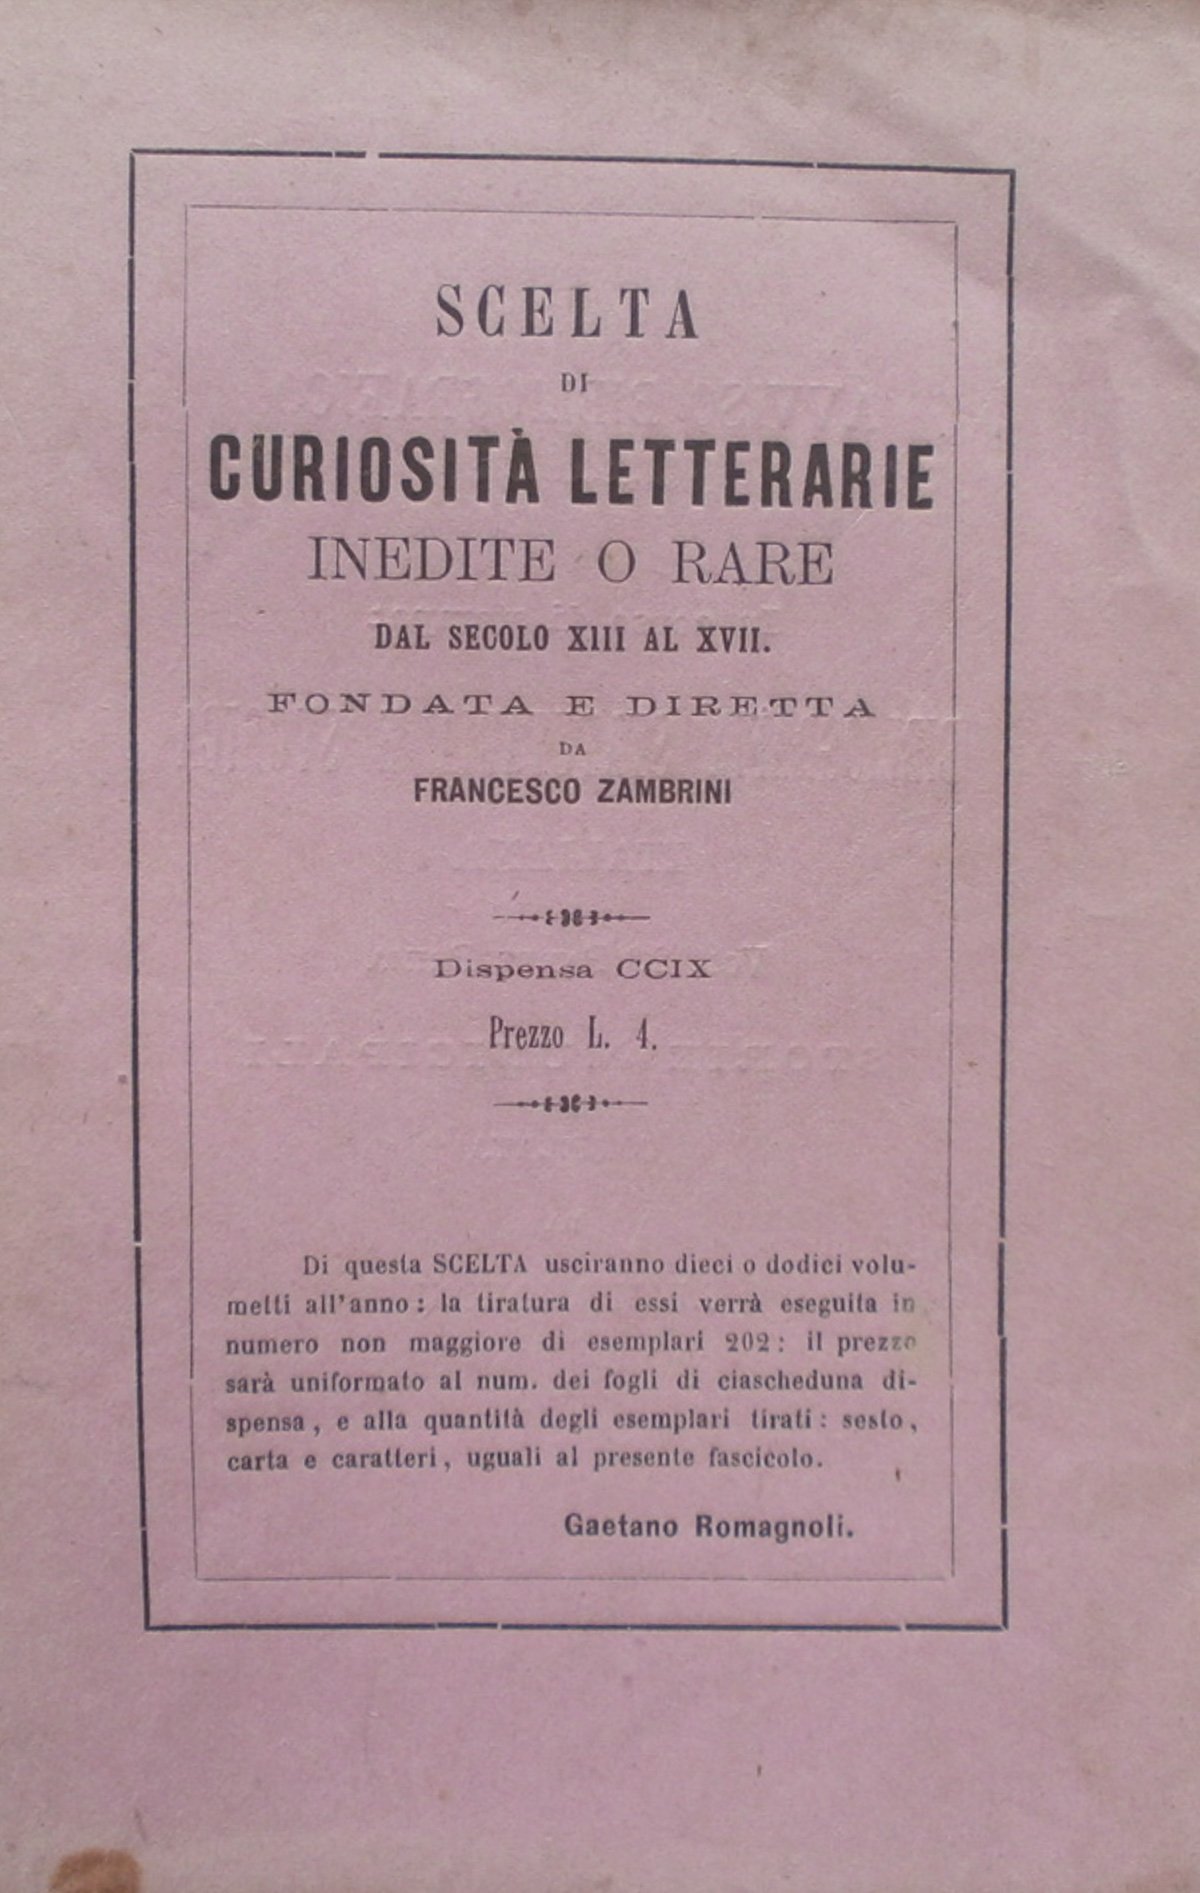 SCELTA
DI
CURIOSITÀ LETTERARIE
INEDITE O RARE
DAL SECOLO XIII AL XVII.
FONDATA E DIRETTA
DA
FRANCESCO ZAMBRINI
Dispensa CCIX
Prezzo L. 4.
Di questa SCELTA usciranno dieci o dodici volu-
metti all'anno: la tiratura di essi verrà eseguita in
numero non maggiore di esemplari 202: il prezzo
sarà uniformato al num. dei fogli di ciascheduna di-
spensa, e alla quantità degli esemplari tirati: sesto,
carta e caratteri, uguali al presente fascicolo.
Gaetano Romagnoli.